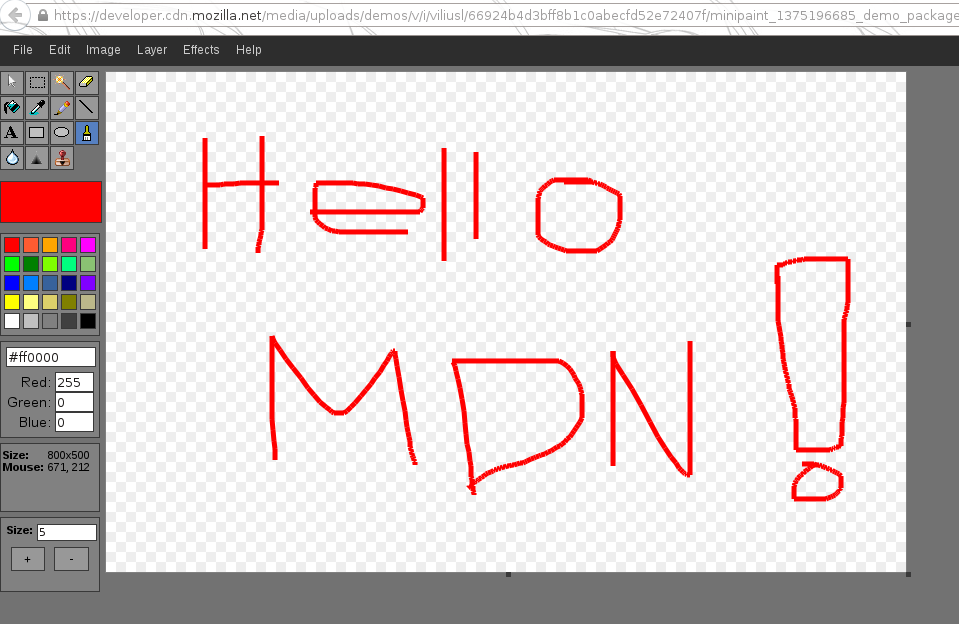 https://developer.cdn.mozilla.net/media/uploads/demos/v/i/viliusl/66924b4d3bff8b1c0abecfd52e72407f/minipaint_1375196685_demo_package
File Edit Image Layer Effects Help
A
Hello
MDN!
#ff0000
Red: 255
Green: 0
Blue: 0
Size: 800x500
Mouse: 671, 212
Size: 5
+ -